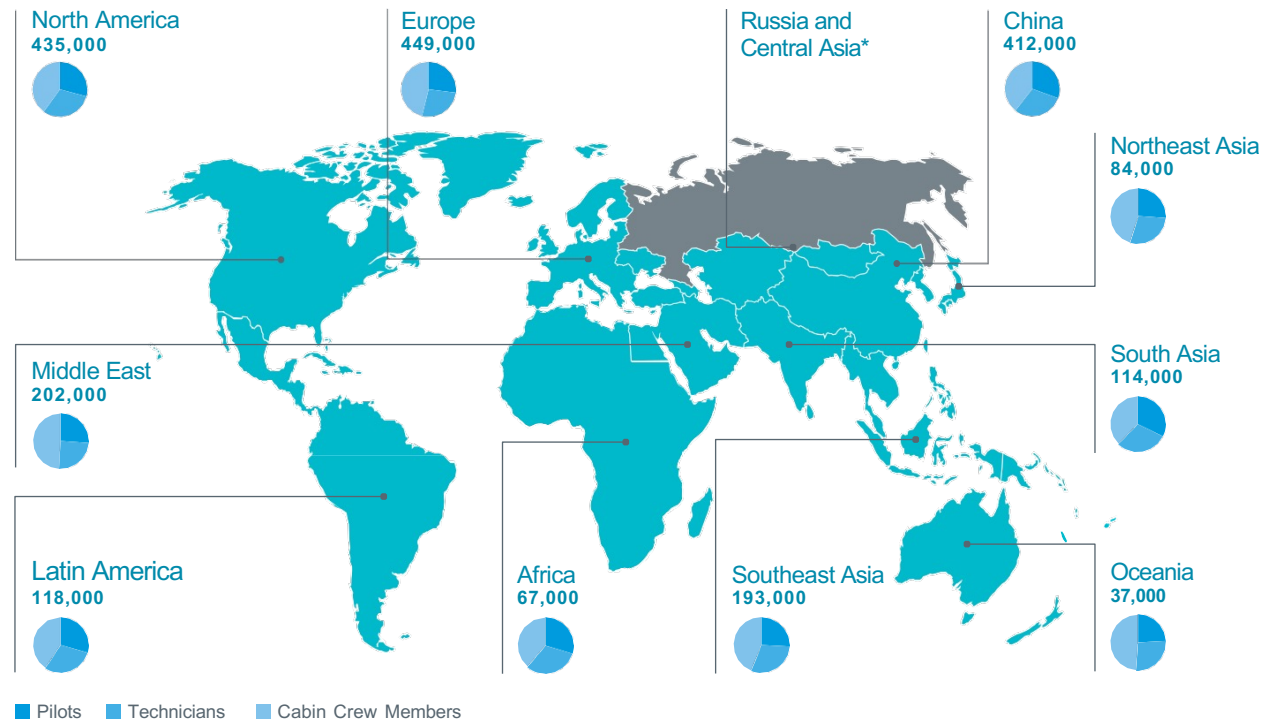 North America
435,000
Europe
449,000
Russia and
Central Asia*
China
412,000
Northeast Asia
84,000
Middle East
202,000
South Asia
114,000
Latin America
118,000
Africa
67,000
Southeast Asia
193,000
Oceania
37,000
Pilots Technicians Cabin Crew Members